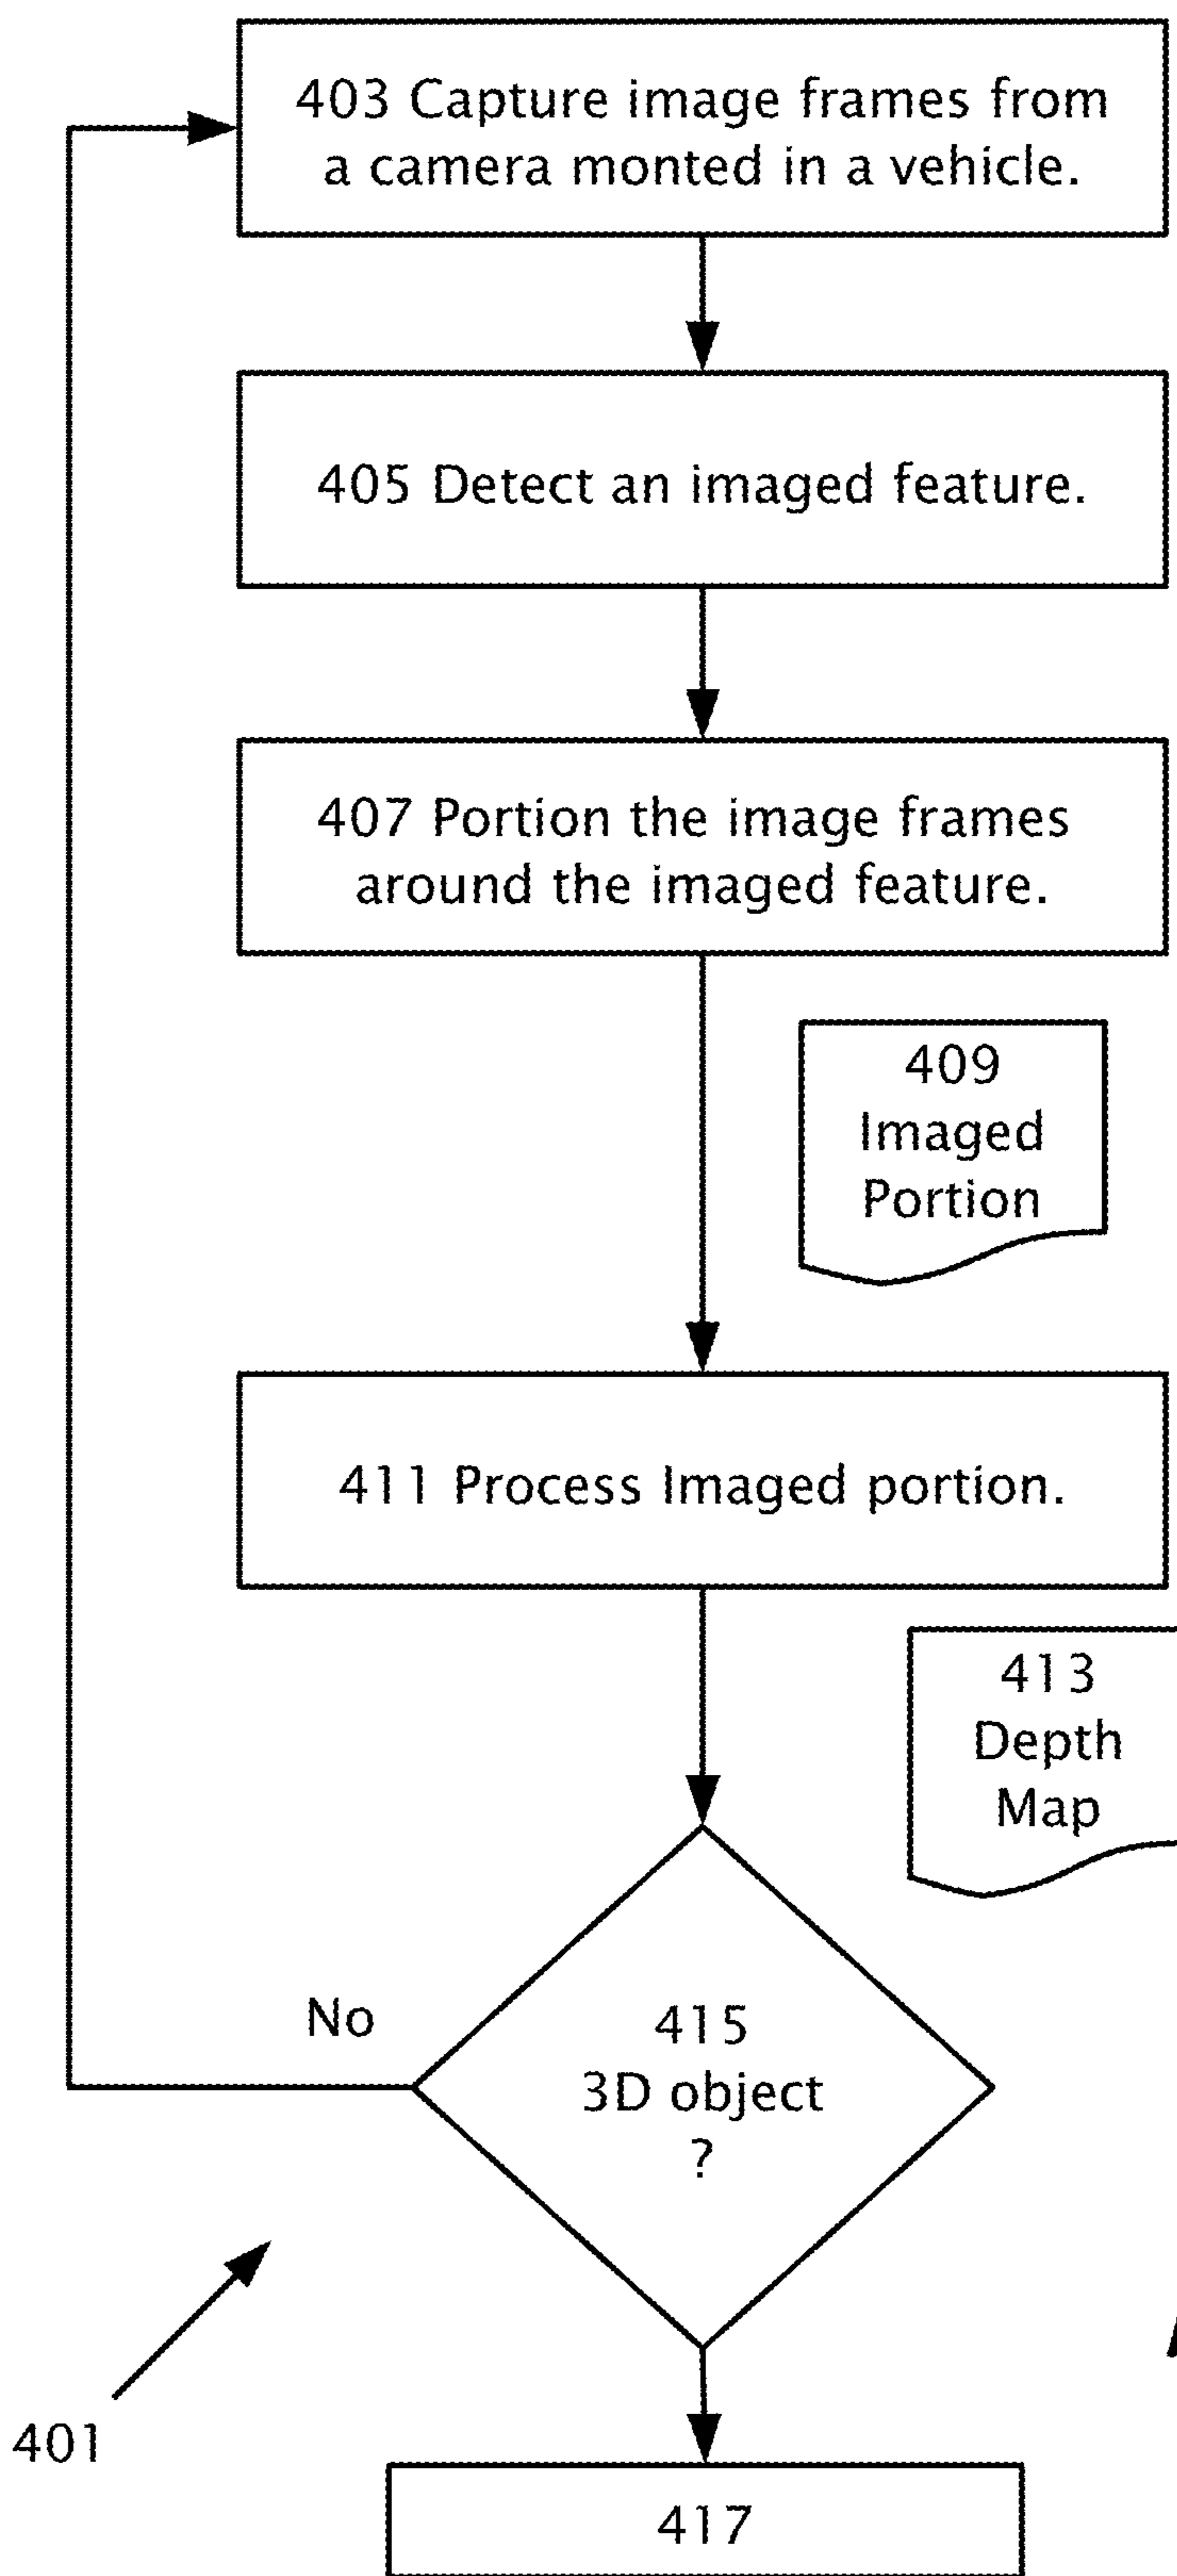 403 Capture image frames from
a camera monted in a vehicle.
405 Detect an imaged feature.
407 Portion the image frames
around the imaged feature.
409
Imaged
Portion
411 Process Imaged portion.
413
Depth
Map
No
415
3D object
?
401
417